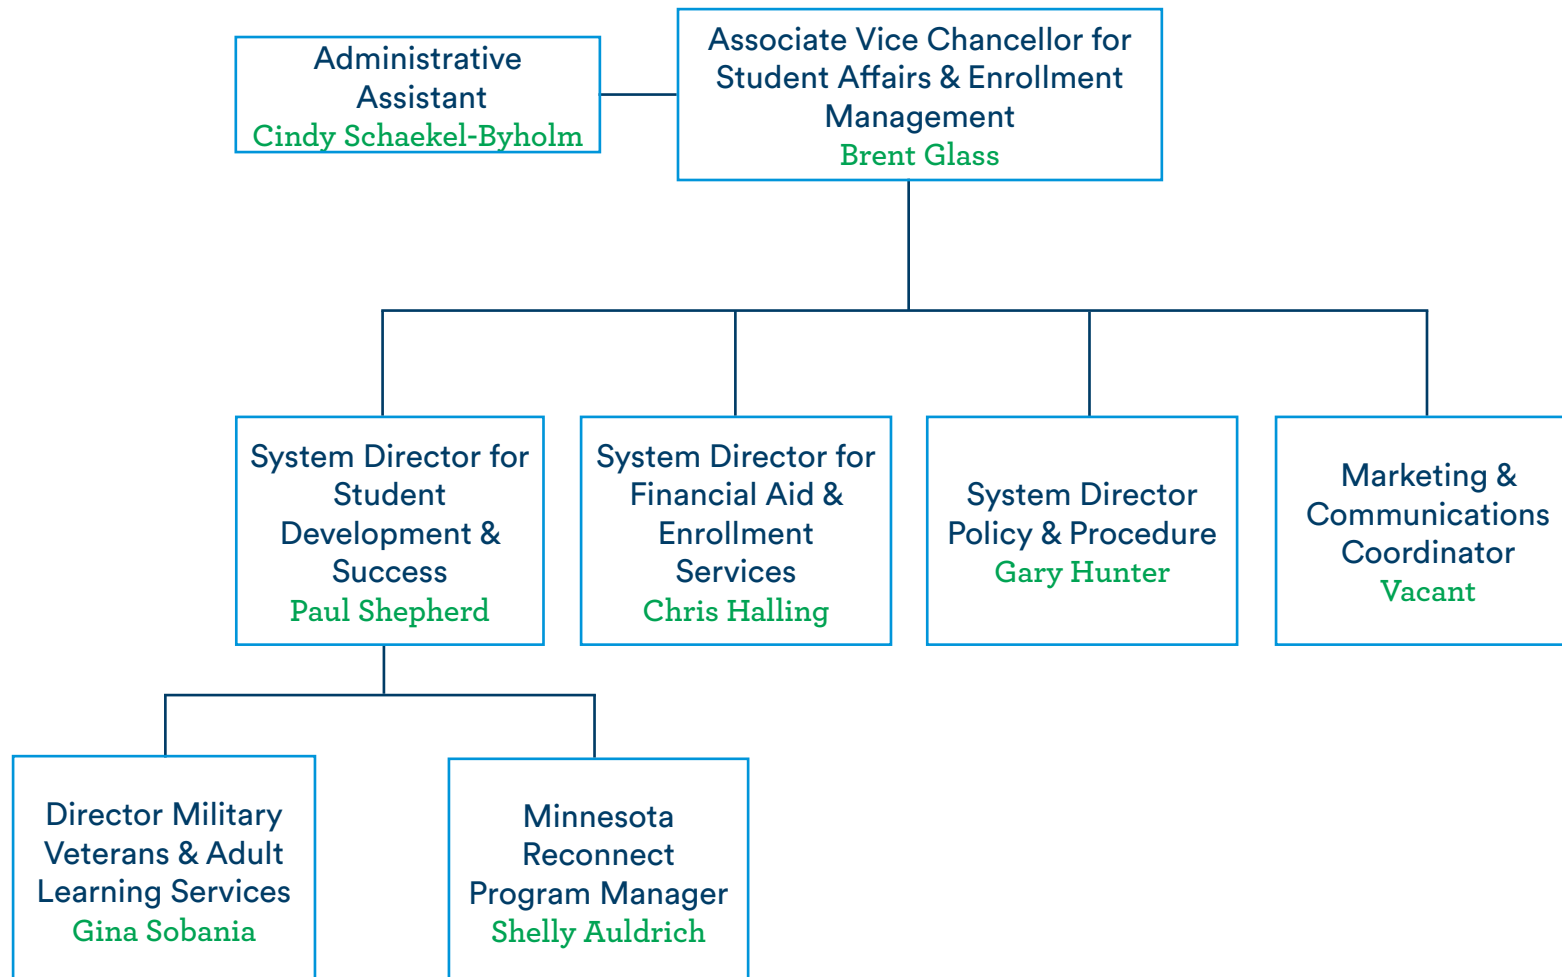 Administrative
Assistant
Cindy Schaekel-Byholm
Associate Vice Chancellor for
Student Affairs & Enrollment
Management
Brent Glass
System Director for
Student
Development &
Success
Paul Shepherd
System Director for
Financial Aid &
Enrollment
Services
Chris Halling
System Director
Policy & Procedure
Gary Hunter
Marketing &
Communications
Coordinator
Vacant
Director Military
Veterans & Adult
Learning Services
Gina Sobania
Minnesota
Reconnect
Program Manager
Shelly Auldrich